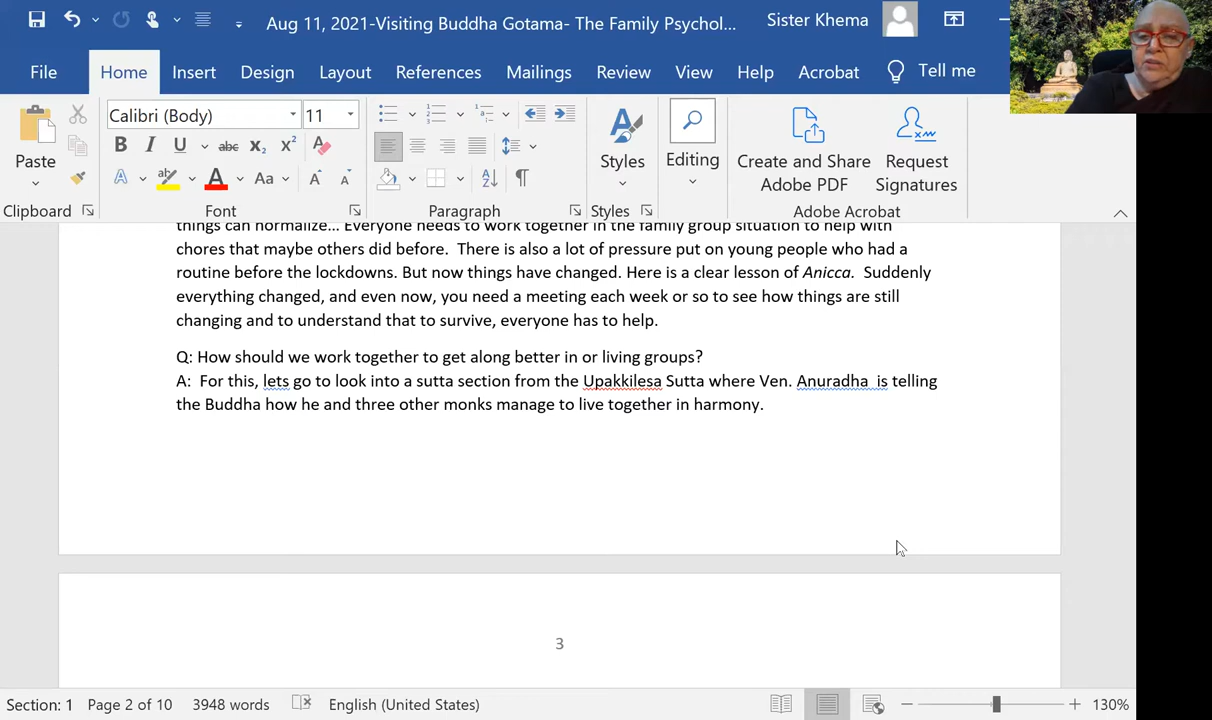 Aug 11, 2021-Visiting Buddha Gotama- The Family Psychol...
Sister Khema
File Home Insert Design Layout References Mailings Review View Help Acrobat Tell me
Calibri (Body) 11
Paste
Styles
Editing
Create and Share Adobe PDF
Request Signatures
Clipboard Font Paragraph Styles Adobe Acrobat
things can normalize... Everyone needs to work together in the family group situation to help with
chores that maybe others did before.  There is also a lot of pressure put on young people who had a
routine before the lockdowns. But now things have changed. Here is a clear lesson of Anicca.  Suddenly
everything changed, and even now, you need a meeting each week or so to see how things are still
changing and to understand that to survive, everyone has to help.
Q: How should we work together to get along better in or living groups?
A:  For this, lets go to look into a sutta section from the Upakkilesa Sutta where Ven. Anuradha  is telling
the Buddha how he and three other monks manage to live together in harmony.
3
Section: 1 Page 2 of 10 3948 words English (United States) 130%